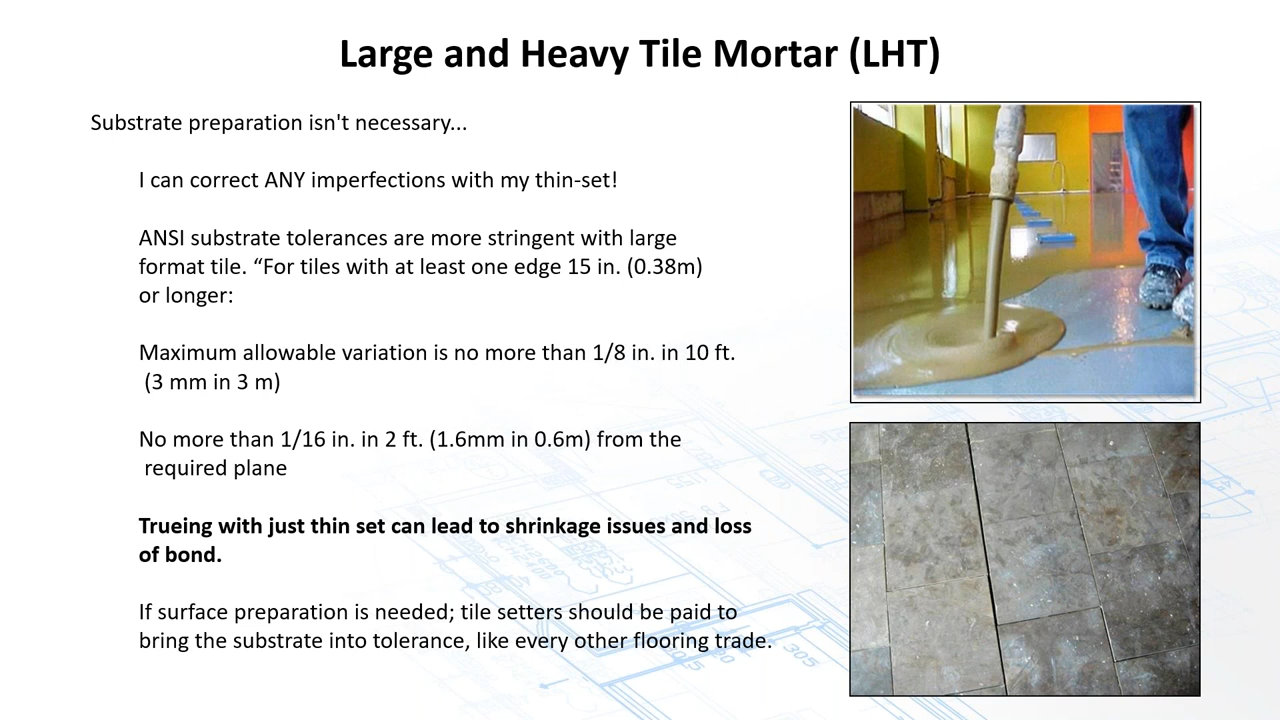 Large and Heavy Tile Mortar (LHT)
Substrate preparation isn't necessary...
I can correct ANY imperfections with my thin-set!
ANSI substrate tolerances are more stringent with large
format tile. “For tiles with at least one edge 15 in. (0.38m)
or longer:
Maximum allowable variation is no more than 1/8 in. in 10 ft.
(3 mm in 3 m)
No more than 1/16 in. in 2 ft. (1.6mm in 0.6m) from the
required plane
Trueing with just thin set can lead to shrinkage issues and loss
of bond.
If surface preparation is needed; tile setters should be paid to
bring the substrate into tolerance, like every other flooring trade.
305